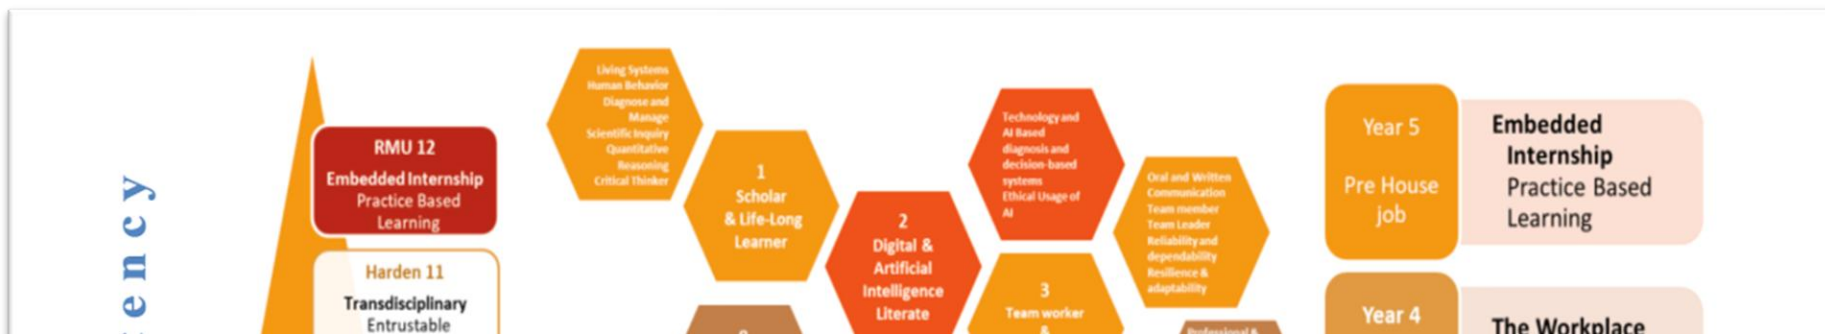 tency
RMU 12
Embedded Internship
Practice Based
Learning
Harden 11
Transdisciplinary
Entrustable
Living Systems
Human Behavior
Diagnose and
Manage
Scientific Inquiry
Quantitative
Reasoning
Critical Thinker
1
Scholar
& Life-Long
Learner
2
Digital &
Artificial
Intelligence
Literate
Technology and
AI Based
diagnosis and
decision-based
systems
Ethical Usage of
AI
3
Team worker
&
Oral and Written
Communication
Team member
Team Leader
Reliability and
dependability
Resilience &
adaptability
Professional &
Year 5
Pre House
job
Embedded
Internship
Practice Based
Learning
Year 4
The Workplace